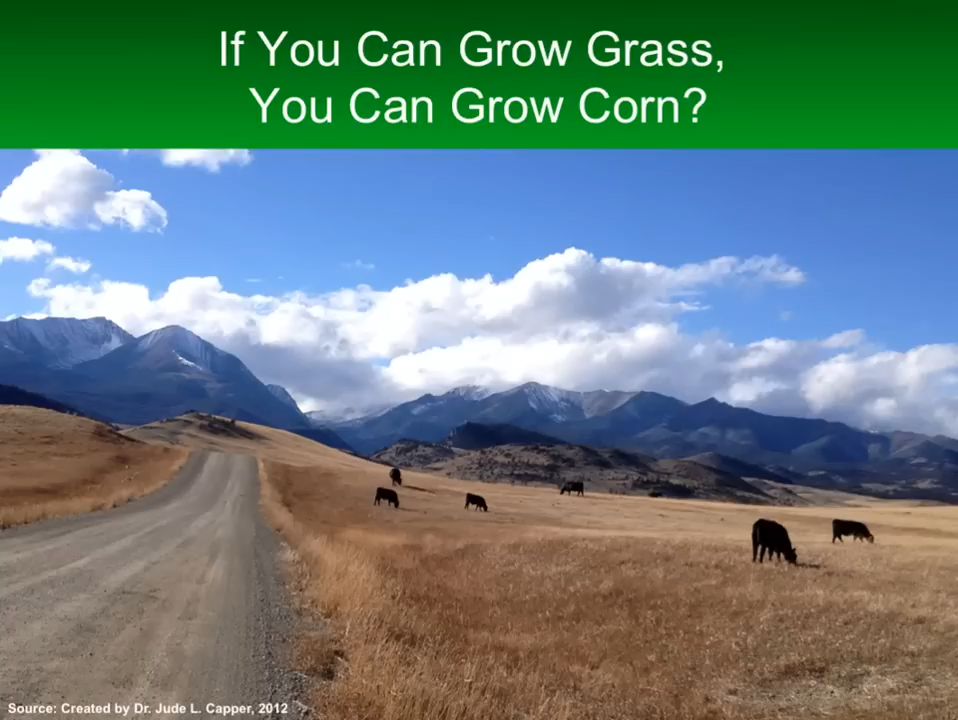 If You Can Grow Grass,
You Can Grow Corn?
Source: Created by Dr. Jude L. Capper, 2012